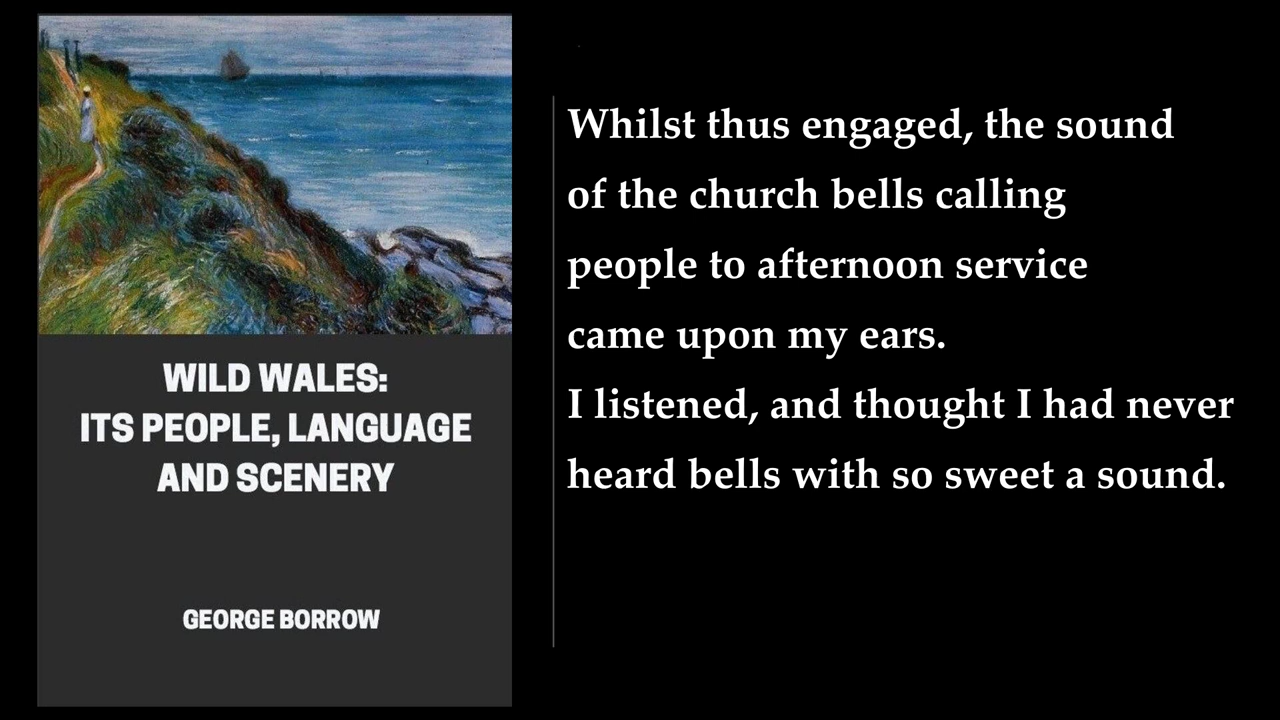 WILD WALES:
ITS PEOPLE, LANGUAGE
AND SCENERY
GEORGE BORROW
Whilst thus engaged, the sound
of the church bells calling
people to afternoon service
came upon my ears.
I listened, and thought I had never
heard bells with so sweet a sound.